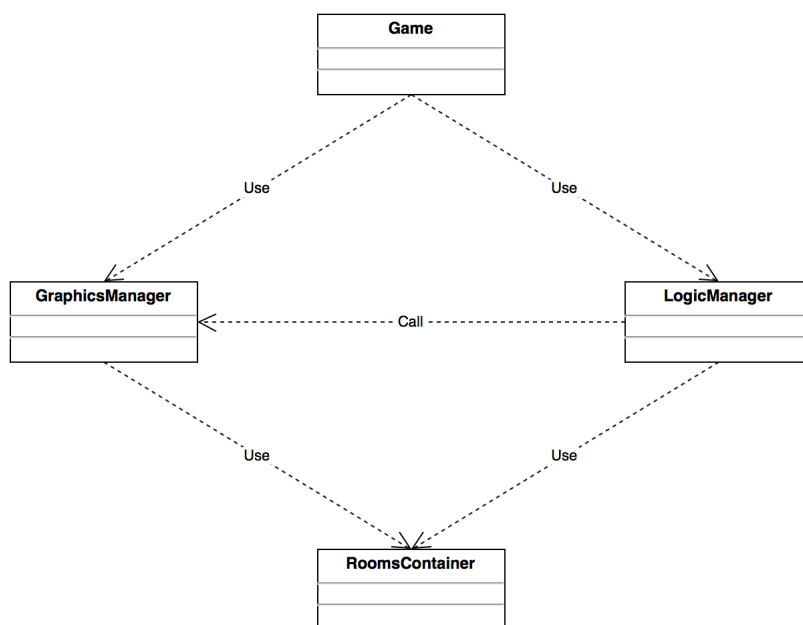 Game
Use
Use
GraphicsManager
LogicManager
Call
Use
Use
RoomsContainer